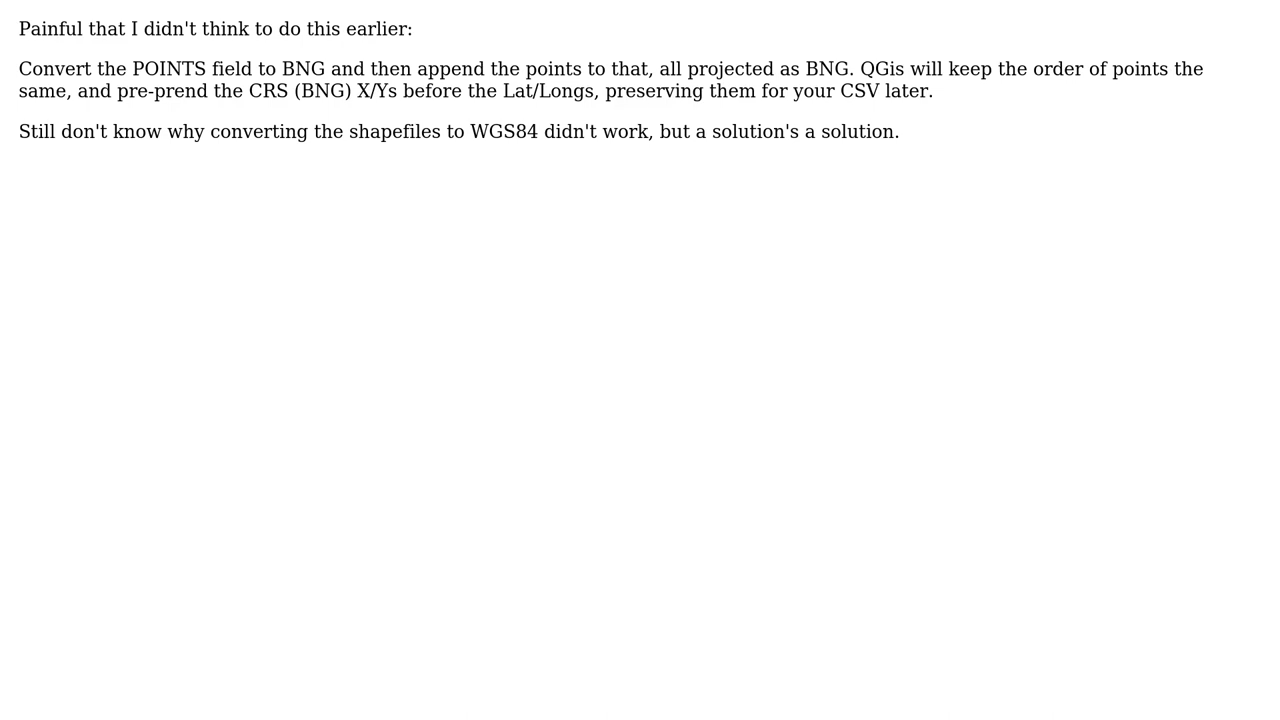 Painful that I didn't think to do this earlier:
Convert the POINTS field to BNG and then append the points to that, all projected as BNG. QGis will keep the order of points the
same, and pre-prend the CRS (BNG) X/Ys before the Lat/Longs, preserving them for your CSV later.
Still don't know why converting the shapefiles to WGS84 didn't work, but a solution's a solution.